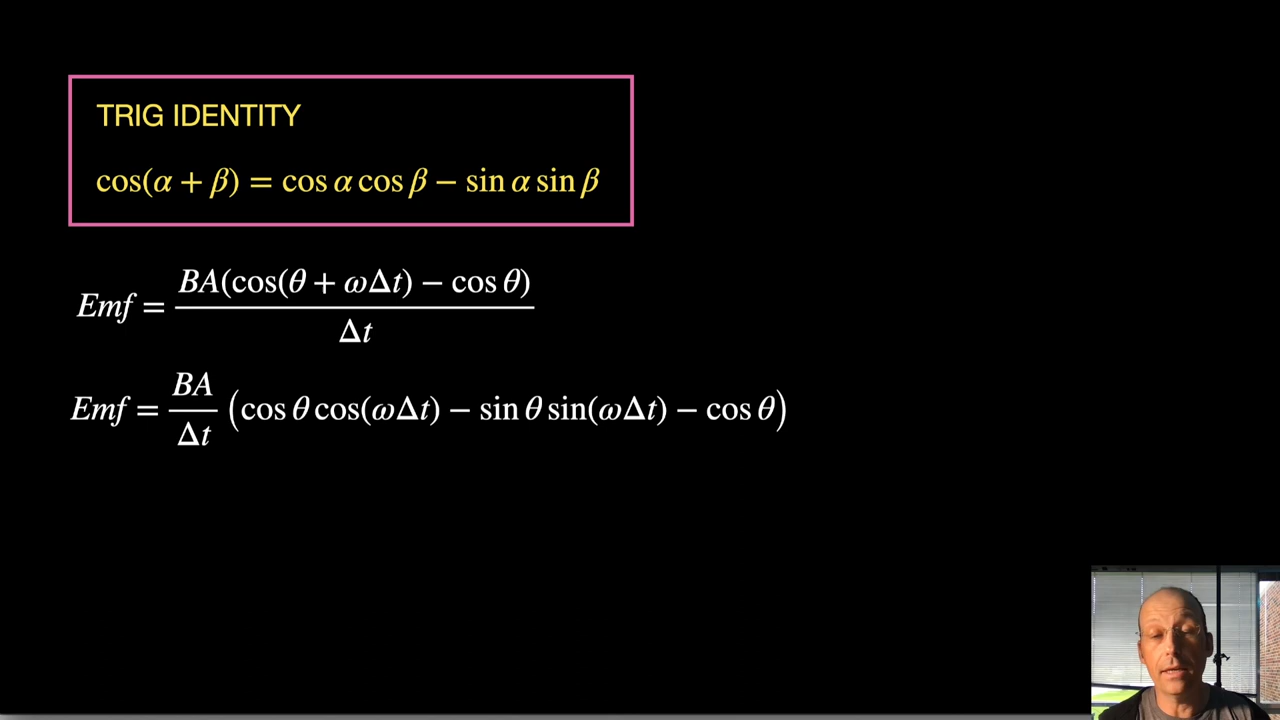 TRIG IDENTITY
cos(α + β) = cos α cos β − sin α sin β
Emf = BA(cos(θ + ωΔt) − cos θ) / Δt
Emf = BA / Δt (cos θ cos(ωΔt) − sin θ sin(ωΔt) − cos θ)